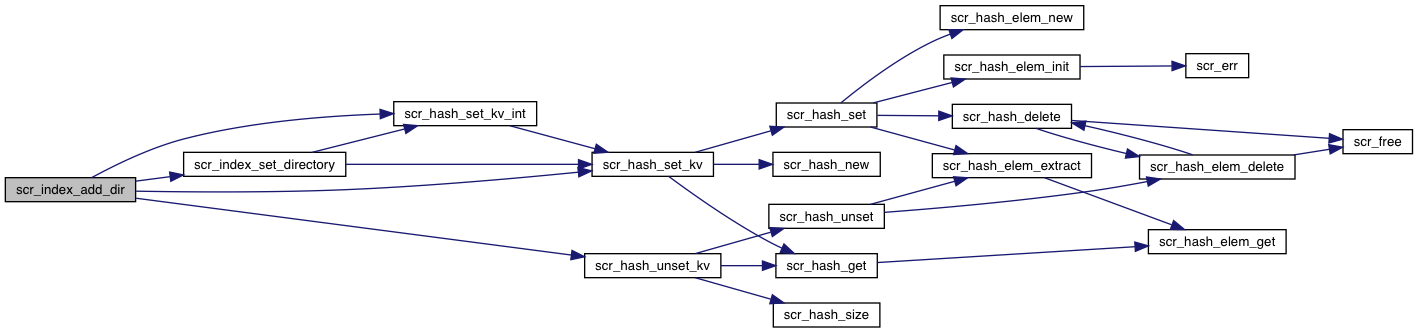 scr_index_add_dir
scr_hash_set_kv_int
scr_index_set_directory
scr_hash_set_kv
scr_hash_unset_kv
scr_hash_set
scr_hash_new
scr_hash_unset
scr_hash_get
scr_hash_size
scr_hash_elem_new
scr_hash_elem_init
scr_hash_delete
scr_hash_elem_extract
scr_err
scr_hash_elem_delete
scr_hash_elem_get
scr_free